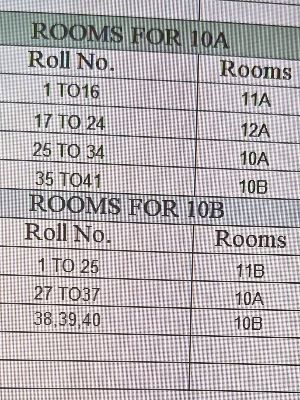 ROOMS FOR 10A
Roll No. Rooms
1 TO16 11A
17 TO 24 12A
25 TO 34 10A
35 TO41 10B
ROOMS FOR 10B
Roll No. Rooms
1 TO 25 11B
27 TO37 10A
38,39,40 10B